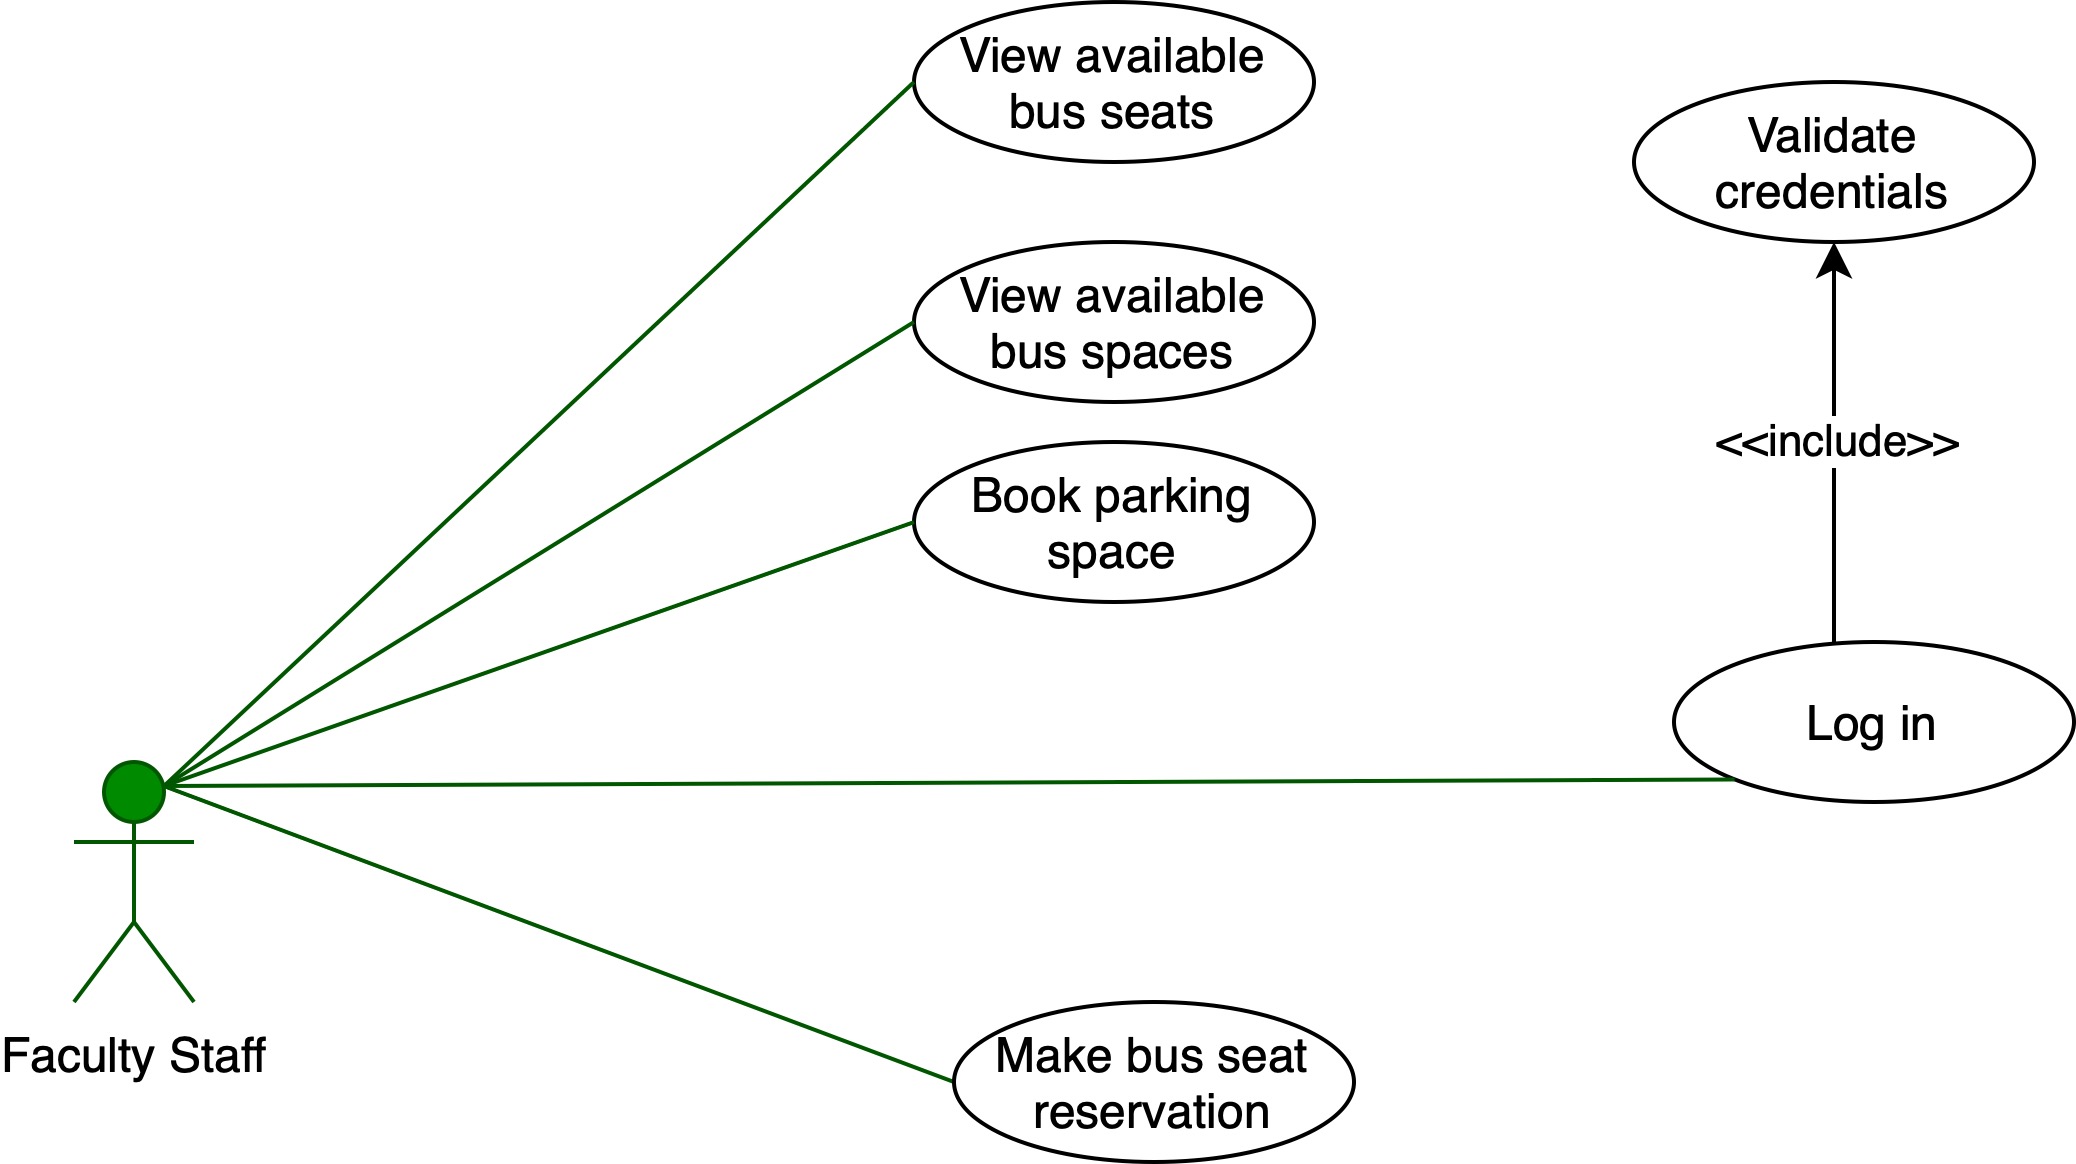 View available
bus seats
Validate
credentials
View available
bus spaces
<<include>>
Book parking
space
Log in
Faculty Staff
Make bus seat
reservation